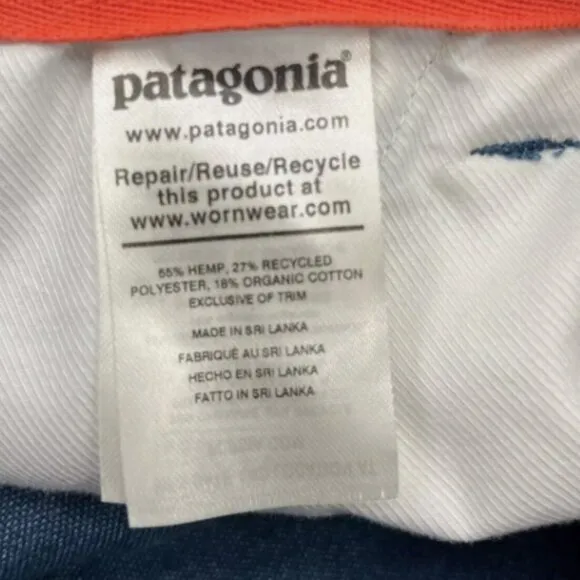 patagonia®
www.patagonia.com
Repair/Reuse/Recycle
this product at
www.wornwear.com
55% HEMP, 27% RECYCLED
POLYESTER, 18% ORGANIC COTTON
EXCLUSIVE OF TRIM
MADE IN SRI LANKA
FABRIQUÉ AU SRI LANKA
HECHO EN SRI LANKA
FATTO IN SRI LANKA